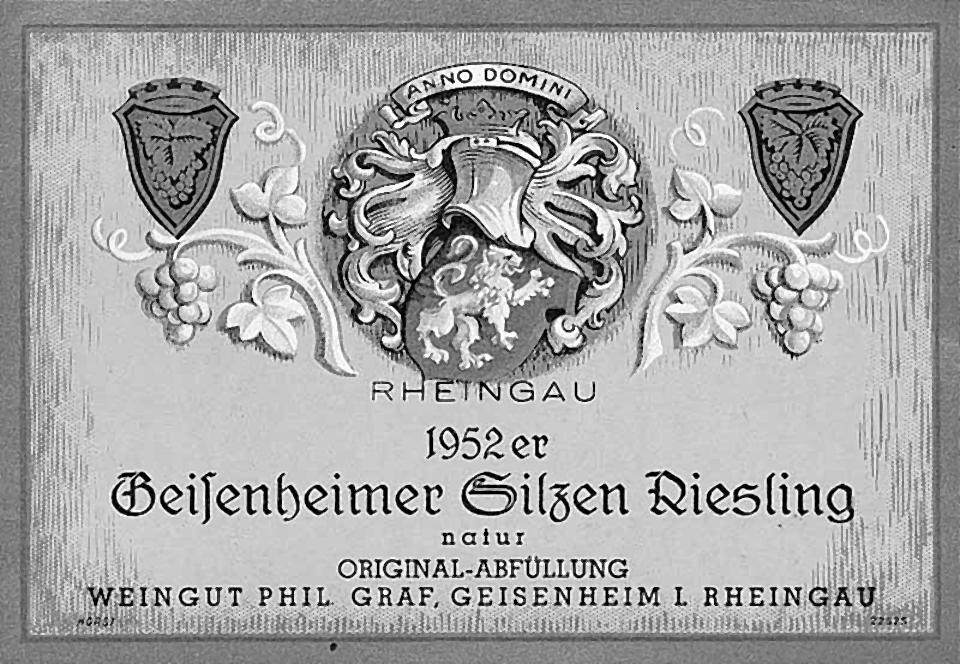 ANNO DOMINI
RHEINGAU
1952er
Geiſenheimer Silzen Riesling
natur
ORIGINAL-ABFÜLLUNG
WEINGUT PHIL. GRAF, GEISENHEIM I. RHEINGAU